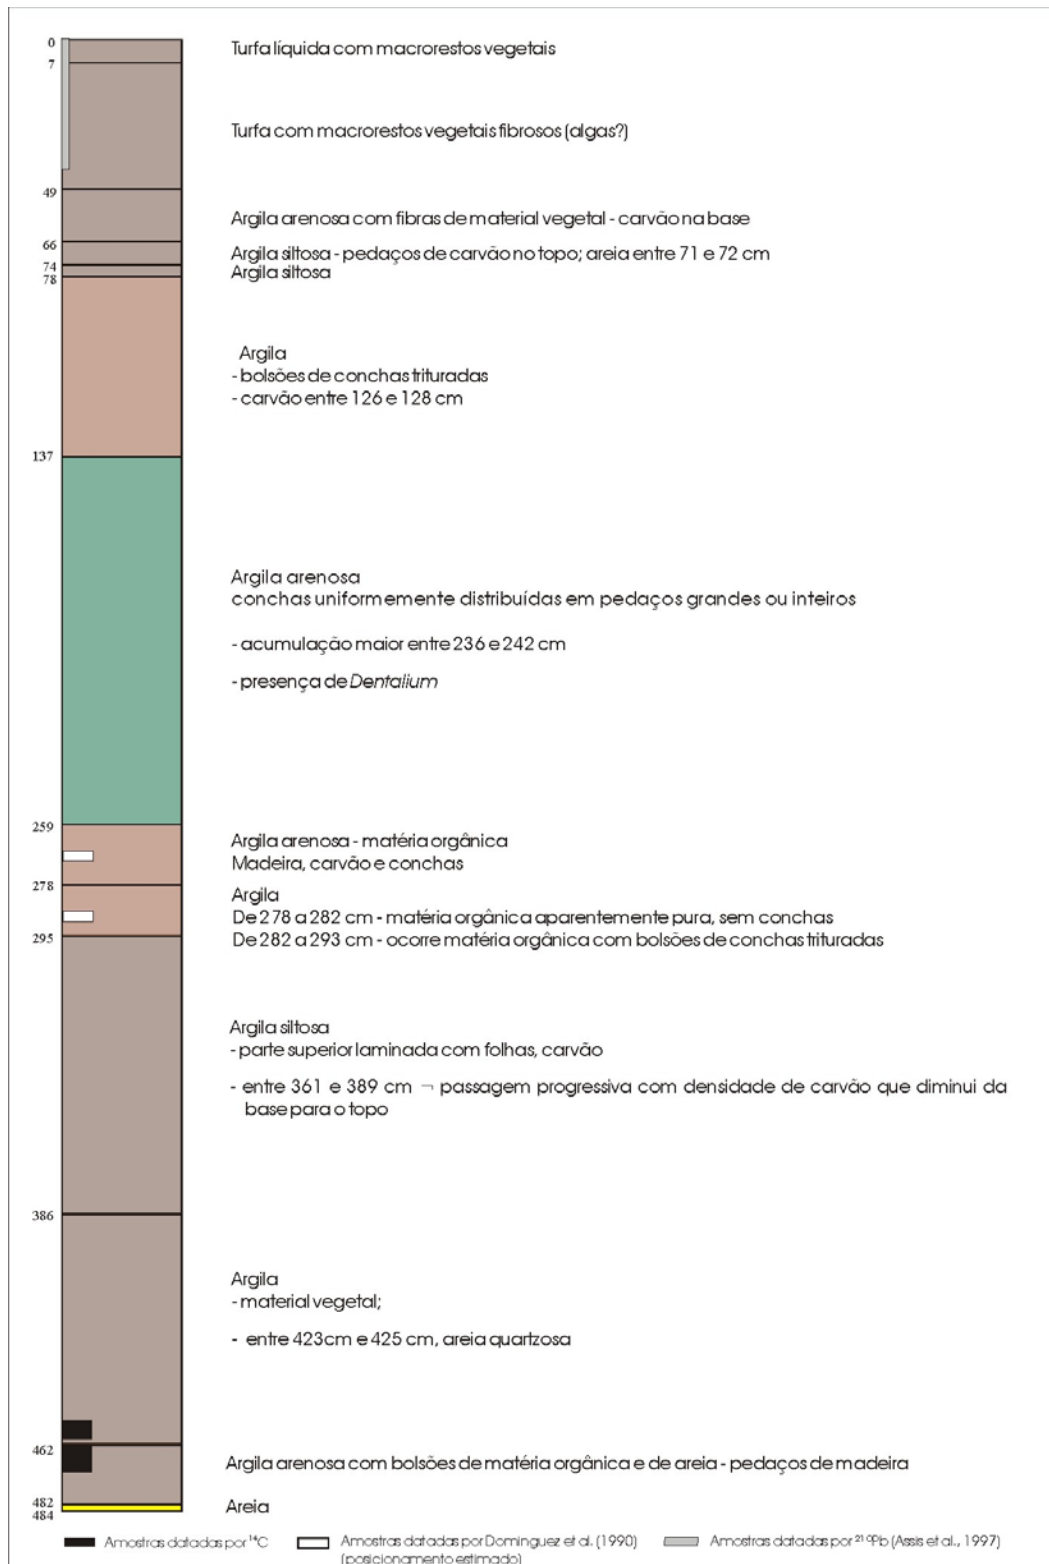 0
Turfa líquida com macrorestos vegetais
7
Turfa com macrorestos vegetais fibrosos (algas?)
49
Argila arenosa com fibras de material vegetal - carvão na base
66
Argila siltosa - pedaços de carvão no topo; areia entre 71 e 72 cm
74
Argila siltosa
78
Argila
- bolsões de conchas trituradas
- carvão entre 126 e 128 cm
137
Argila arenosa
conchas uniformemente distribuídas em pedaços grandes ou inteiros
- acumulação maior entre 236 e 242 cm
- presença de Dentalium
259
Argila arenosa - matéria orgânica
Madeira, carvão e conchas
278
Argila
De 278 a 282 cm - matéria orgânica aparentemente pura, sem conchas
De 282 a 293 cm - ocorre matéria orgânica com bolsões de conchas trituradas
295
Argila siltosa
- parte superior laminada com folhas, carvão
- entre 361 e 389 cm ¬ passagem progressiva com densidade de carvão que diminui da
base para o topo
386
Argila
- material vegetal;
- entre 423cm e 425 cm, areia quartzosa
462
Argila arenosa com bolsões de matéria orgânica e de areia - pedaços de madeira
482
Areia
484
Amostras datadas por ¹⁴C
Amostras datadas por Dominguez et al. (1990)
(posicionamento estimado)
Amostras datadas por ²¹⁰Pb (Assis et al., 1997)